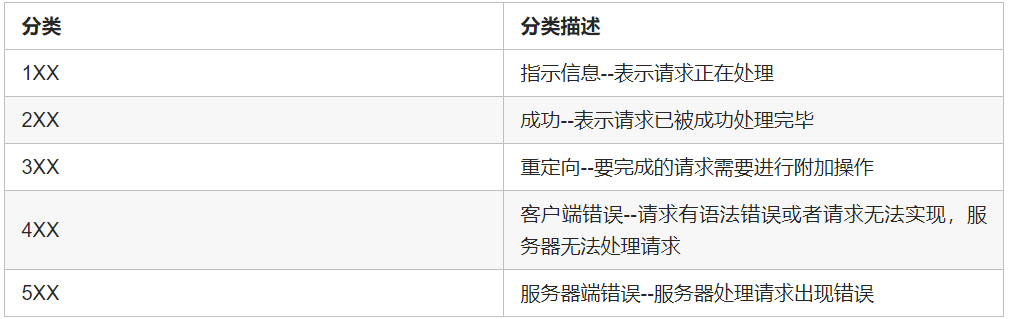 分类 分类描述
1XX 指示信息--表示请求正在处理
2XX 成功--表示请求已被成功处理完毕
3XX 重定向--要完成的请求需要进行附加操作
4XX 客户端错误--请求有语法错误或者请求无法实现，服
务器无法处理请求
5XX 服务器端错误--服务器处理请求出现错误